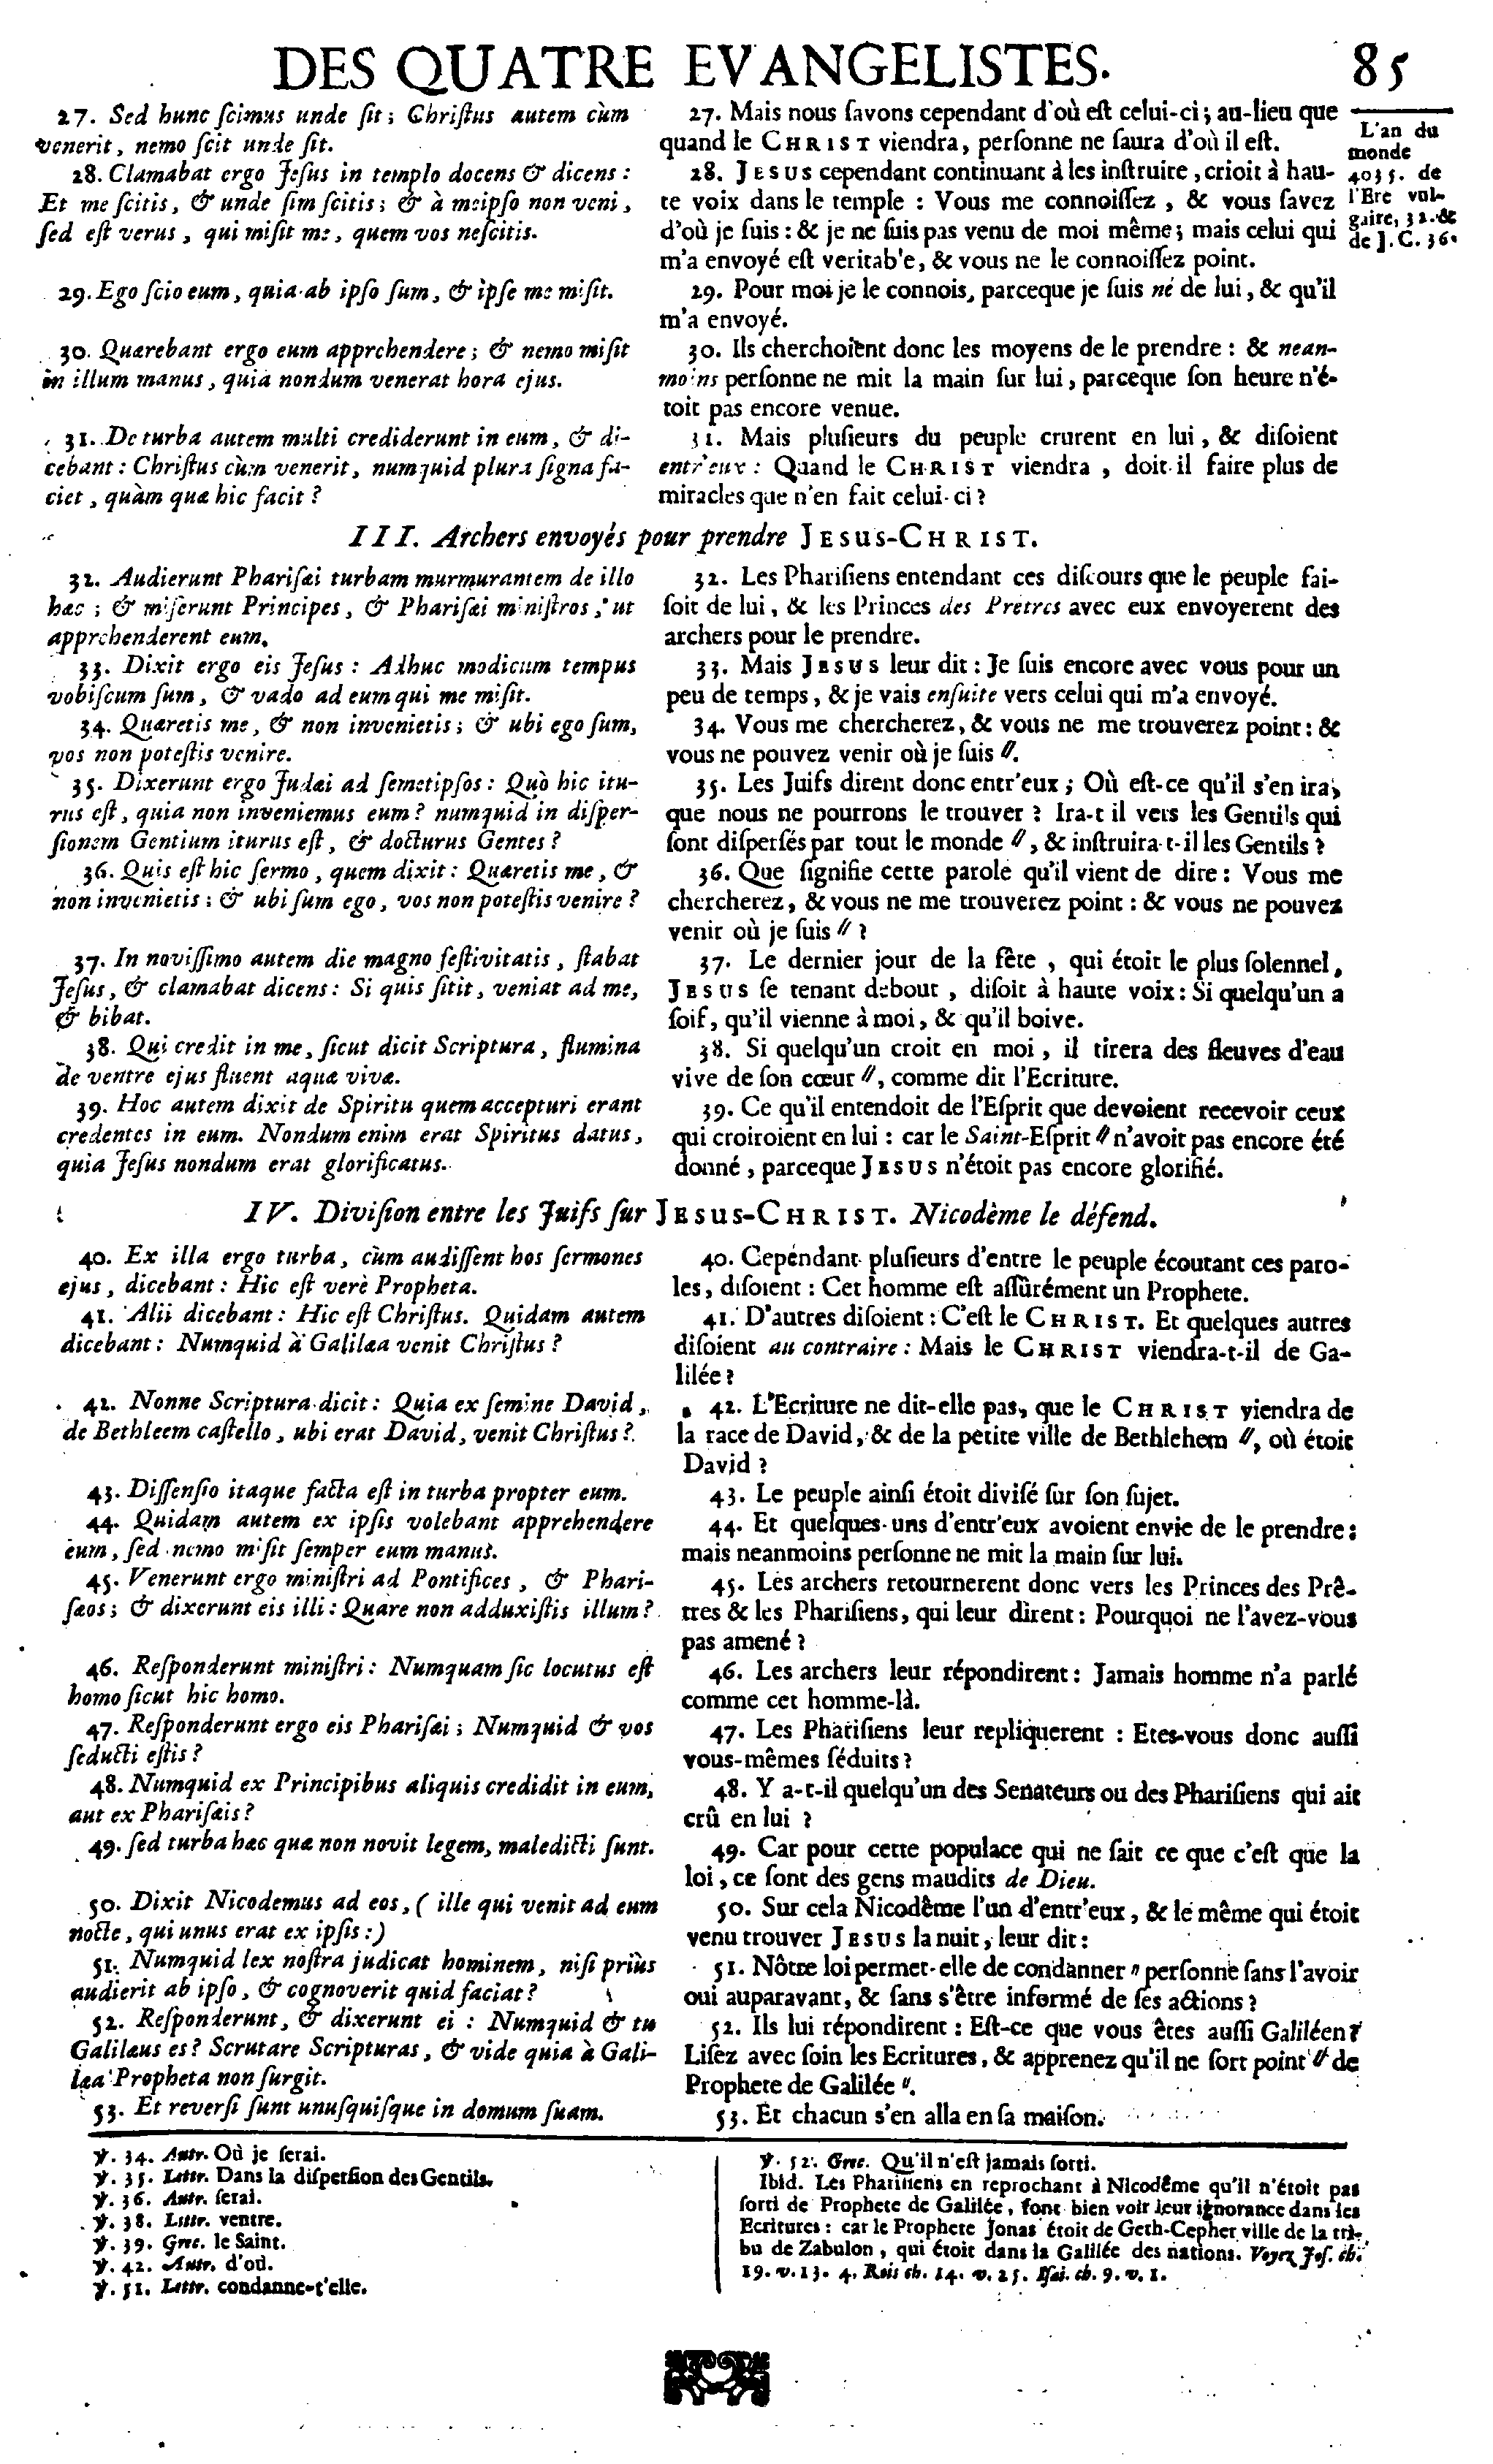 DES QUATRE EVANGELISTES.
85
27. Sed hunc ſcimus unde ſit; Chriſtus autem cùm
venerit, nemo ſcit unde ſit.
28. Clamabat ergo Jeſus in templo docens & dicens:
Et me ſcitis, & unde ſim ſcitis; & à meipſo non veni,
ſed eſt verus, qui miſit me, quem vos neſcitis.
29. Ego ſcio eum, quia ab ipſo ſum, & ipſe me miſit.
30. Quærebant ergo eum apprehendere; & nemo miſit
in illum manus, quia nondum venerat hora ejus.
31. De turba autem multi crediderunt in eum, & di-
cebant: Chriſtus cùm venerit, numquid plura ſigna fa-
ciet, quàm quæ hic facit?
27. Mais nous ſavons cependant d'où eſt celui-ci; au-lieu que
quand le CHRIST viendra, perſonne ne ſaura d'où il eſt.
28. JESUS cependant continuant à les inſtruire, crioit à hau-
te voix dans le temple: Vous me connoiſſez, & vous ſavez
d'où je ſuis: & je ne ſuis pas venu de moi même; mais celui qui
m'a envoyé eſt veritab'e, & vous ne le connoiſſez point.
29. Pour moi je le connois, parceque je ſuis né de lui, & qu'il
m'a envoyé.
30. Ils cherchoient donc les moyens de le prendre: & nean-
moins perſonne ne mit la main ſur lui, parceque ſon heure n'é-
toit pas encore venue.
31. Mais pluſieurs du peuple crurent en lui, & diſoient
entr'eux: Quand le CHRIST viendra, doit-il faire plus de
miracles que n'en fait celui-ci?
L'an du
monde
4035. de
l'Ere vul-
gaire, 32. &
de J. C. 36.
III. Archers envoyés pour prendre JESUS-CHRIST.
32. Audierunt Phariſæi turbam murmurantem de illo
hæc; & miſerunt Principes, & Phariſæi miniſtros, ut
apprehenderent eum.
33. Dixit ergo eis Jeſus: Adhuc modicum tempus
vobiſcum ſum, & vado ad eum qui me miſit.
34. Quæretis me, & non invenietis; & ubi ego ſum,
vos non poteſtis venire.
35. Dixerunt ergo Judæi ad ſemetipſos: Quò hic itu-
rus eſt, quia non inveniemus eum? numquid in diſper-
ſionem Gentium iturus eſt, & docturus Gentes?
36. Quis eſt hic ſermo, quem dixit: Quæretis me, &
non invenietis; & ubi ſum ego, vos non poteſtis venire?
37. In noviſſimo autem die magno feſtivitatis, ſtabat
Jeſus, & clamabat dicens: Si quis ſitit, veniat ad me,
& bibat.
38. Qui credit in me, ſicut dicit Scriptura, flumina
de ventre ejus fluent aquæ vivæ.
39. Hoc autem dixit de Spiritu quem accepturi erant
credentes in eum. Nondum enim erat Spiritus datus,
quia Jeſus nondum erat glorificatus.
32. Les Phariſiens entendant ces diſcours que le peuple fai-
ſoit de lui, & les Princes des Pretres avec eux envoyerent des
archers pour le prendre.
33. Mais JESUS leur dit: Je ſuis encore avec vous pour un
peu de temps, & je vais enſuite vers celui qui m'a envoyé.
34. Vous me chercherez, & vous ne me trouverez point: &
vous ne pouvez venir où je ſuis //.
35. Les Juifs dirent donc entr'eux; Où eſt-ce qu'il s'en ira,
que nous ne pourrons le trouver? Ira-t il vers les Gentils qui
ſont diſperſés par tout le monde //, & inſtruira-t-il les Gentils?
36. Que ſignifie cette parole qu'il vient de dire: Vous me
chercherez, & vous ne me trouverez point: & vous ne pouvez
venir où je ſuis //?
37. Le dernier jour de la fête, qui étoit le plus ſolennel,
JESUS ſe tenant debout, diſoit à haute voix: Si quelqu'un a
ſoif, qu'il vienne à moi, & qu'il boive.
38. Si quelqu'un croit en moi, il tirera des fleuves d'eau
vive de ſon cœur //, comme dit l'Ecriture.
39. Ce qu'il entendoit de l'Eſprit que devoient recevoir ceux
qui croiroient en lui: car le Saint-Eſprit // n'avoit pas encore été
donné, parceque JESUS n'étoit pas encore glorifié.
IV. Diviſion entre les Juifs ſur JESUS-CHRIST. Nicodème le défend.
40. Ex illa ergo turba, cùm audiſſent hos ſermones
ejus, dicebant: Hic eſt verè Propheta.
41. Alii dicebant: Hic eſt Chriſtus. Quidam autem
dicebant: Numquid à Galilæa venit Chriſtus?
42. Nonne Scriptura dicit: Quia ex ſemine David,
de Bethleem caſtello, ubi erat David, venit Chriſtus?
43. Diſſenſio itaque facta eſt in turba propter eum.
44. Quidam autem ex ipſis volebant apprehendere
eum, ſed nemo miſit ſemper eum manus.
45. Venerunt ergo miniſtri ad Pontifices, & Phari-
ſæos; & dixerunt eis illi: Quare non adduxiſtis illum?
46. Reſponderunt miniſtri: Numquam ſic locutus eſt
homo ſicut hic homo.
47. Reſponderunt ergo eis Phariſæi; Numquid & vos
ſeducti eſtis?
48. Numquid ex Principibus aliquis credidit in eum,
aut ex Phariſæis?
49. ſed turba hæc quæ non novit legem, maledicti ſunt.
50. Dixit Nicodemus ad eos, (ille qui venit ad eum
nocte, qui unus erat ex ipſis:)
51. Numquid lex noſtra judicat hominem, niſi priùs
audierit ab ipſo, & cognoverit quid faciat?
52. Reſponderunt, & dixerunt ei: Numquid & tu
Galilæus es? Scrutare Scripturas, & vide quia à Gali-
læa Propheta non ſurgit.
53. Et reverſi ſunt unuſquiſque in domum ſuam.
40. Cependant pluſieurs d'entre le peuple écoutant ces paro-
les, diſoient: Cet homme eſt aſſûrément un Prophete.
41. D'autres diſoient: C'eſt le CHRIST. Et quelques autres
diſoient au contraire: Mais le CHRIST viendra-t-il de Ga-
lilée?
42. L'Ecriture ne dit-elle pas, que le CHRIST viendra de
la race de David, & de la petite ville de Bethlehem //, où étoit
David?
43. Le peuple ainſi étoit diviſé ſur ſon ſujet.
44. Et quelques-uns d'entr'eux avoient envie de le prendre:
mais neanmoins perſonne ne mit la main ſur lui.
45. Les archers retournerent donc vers les Princes des Prê-
tres & les Phariſiens, qui leur dirent: Pourquoi ne l'avez-vous
pas amené?
46. Les archers leur répondirent: Jamais homme n'a parlé
comme cet homme-là.
47. Les Phariſiens leur repliquerent: Etes-vous donc auſſi
vous-mêmes ſéduits?
48. Y a-t-il quelqu'un des Senateurs ou des Phariſiens qui ait
crû en lui?
49. Car pour cette populace qui ne ſait ce que c'eſt que la
loi, ce ſont des gens maudits de Dieu.
50. Sur cela Nicodême l'un d'entr'eux, & le même qui étoit
venu trouver JESUS la nuit, leur dit:
51. Nôtre loi permet-elle de condanner // perſonne ſans l'avoir
oui auparavant, & ſans s'être informé de ſes actions?
52. Ils lui répondirent: Eſt-ce que vous êtes auſſi Galiléen?
Liſez avec ſoin les Ecritures, & apprenez qu'il ne ſort point // de
Prophete de Galilée //.
53. Et chacun s'en alla en ſa maiſon.
℣. 34. Autr. Où je ſerai.
℣. 35. Lettr. Dans la diſperſion des Gentils.
℣. 36. Autr. ſerai.
℣. 38. Lettr. ventre.
℣. 39. Grec. le Saint.
℣. 42. Autr. d'où.
℣. 51. Lettr. condanne-t'elle.
℣. 52. Grec. Qu'il n'eſt jamais ſorti.
Ibid. Les Phariſiens en reprochant à Nicodême qu'il n'étoit pas
ſorti de Prophete de Galilée, font bien voir leur ignorance dans les
Ecritures: car le Prophete Jonas étoit de Geth-Cepher ville de la tri-
bu de Zabulon, qui étoit dans la Galilée des nations. Voyez Joſ. ch.
19. v. 13. 4. Rois ch. 14. v. 25. Iſai. ch. 9. v. 1.